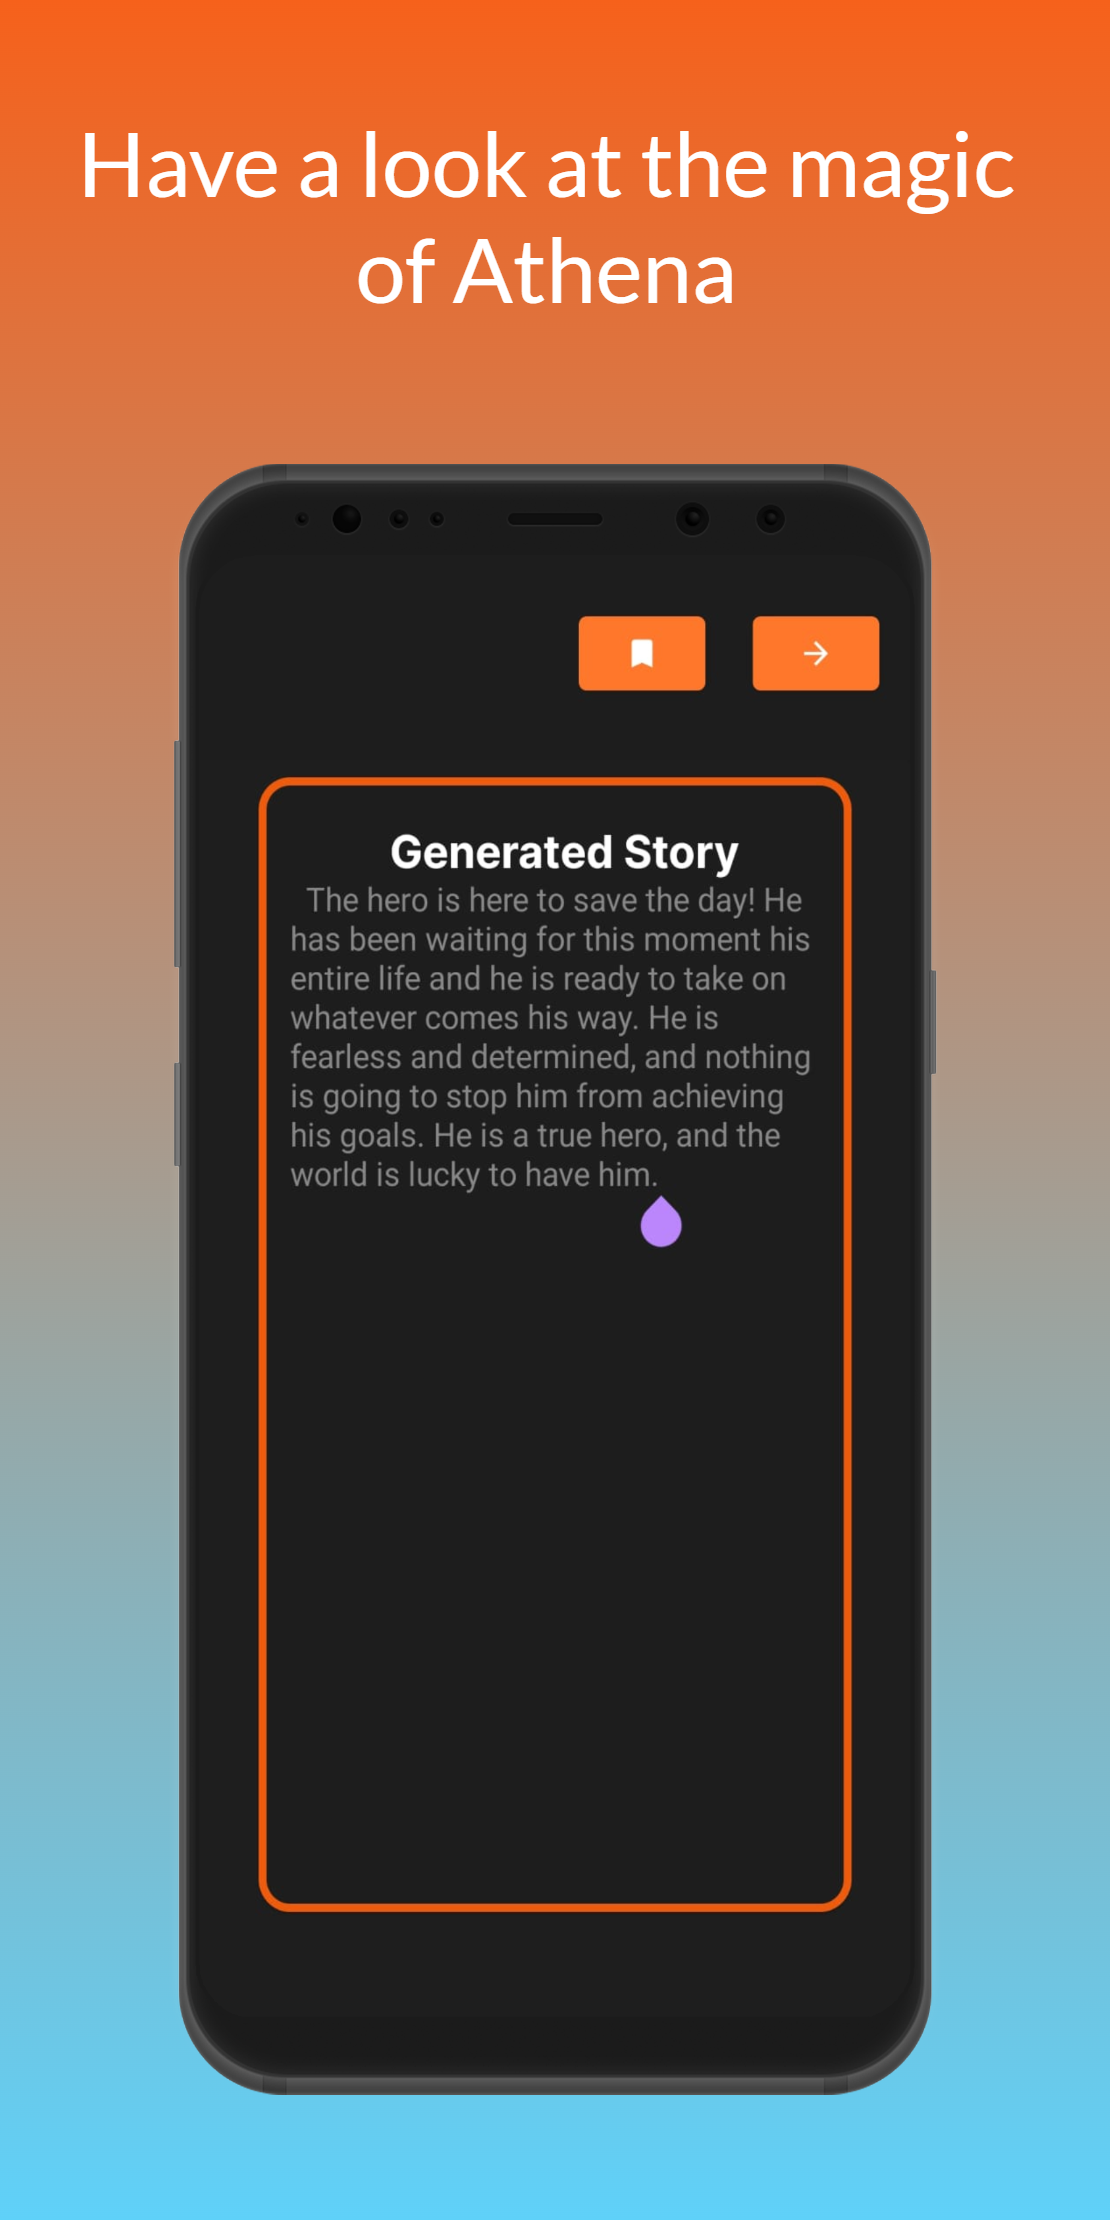 Have a look at the magic
of Athena
Generated Story
The hero is here to save the day! He
has been waiting for this moment his
entire life and he is ready to take on
whatever comes his way. He is
fearless and determined, and nothing
is going to stop him from achieving
his goals. He is a true hero, and the
world is lucky to have him.